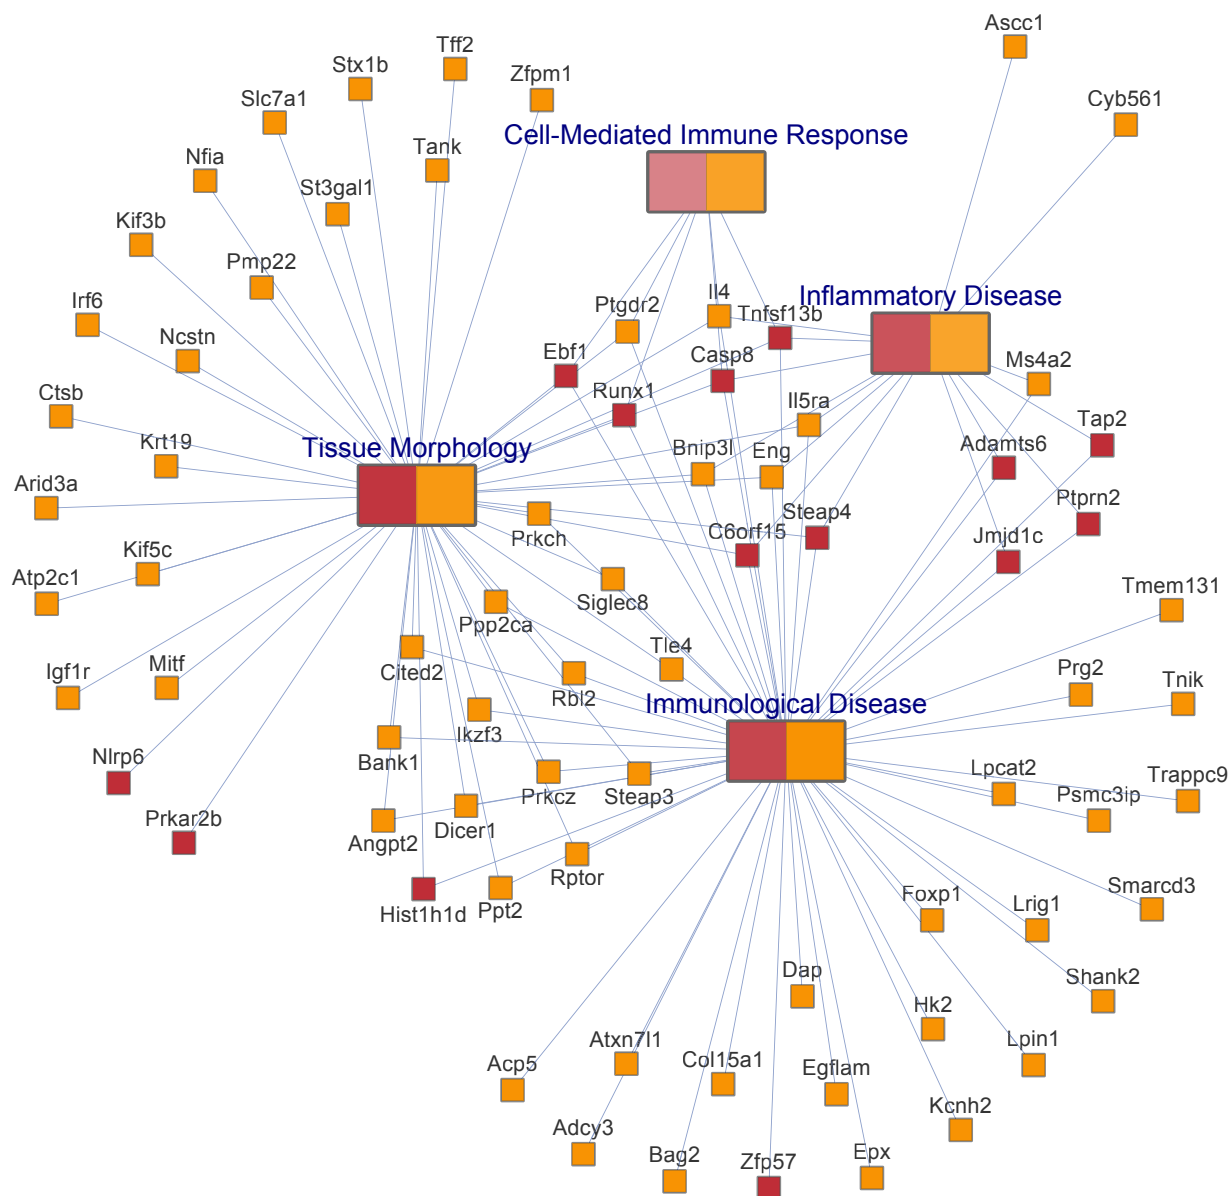 Ascc1
Tff2
Stx1b
Zfpm1
Slc7a1
Cyb561
Cell-Mediated Immune Response
Tank
Nfia
St3gal1
Kif3b
Pmp22
Irf6
Il4
Inflammatory Disease
Ptgdr2
Tnfsf13b
Ncstn
Ebf1
Casp8
Ms4a2
Ctsb
Runx1
Il5ra
Tap2
Krt19
Tissue Morphology
Bnip3l
Eng
Adamts6
Arid3a
Ptprn2
Steap4
Prkch
C6orf15
Jmjd1c
Kif5c
Atp2c1
Tmem131
Siglec8
Ppp2ca
Tle4
Cited2
Igf1r
Mitf
Rbl2
Prg2
Tnik
Immunological Disease
Ikzf3
Nlrp6
Bank1
Lpcat2
Trappc9
Prkcz
Steap3
Psmc3ip
Prkar2b
Angpt2
Dicer1
Rptor
Smarcd3
Foxp1
Lrig1
Hist1h1d
Ppt2
Dap
Shank2
Hk2
Atxn7l1
Lpin1
Acp5
Col15a1
Egflam
Kcnh2
Adcy3
Bag2
Zfp57
Epx